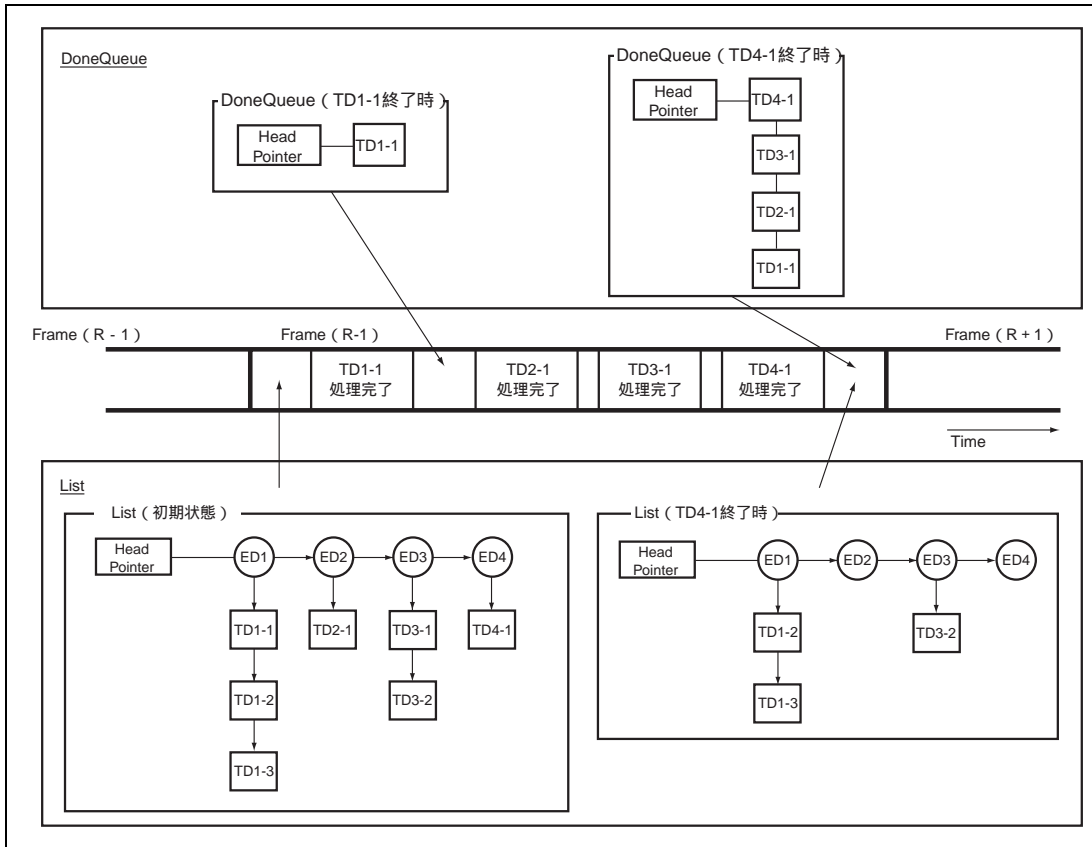 DoneQueue
DoneQueue（TD1-1終了時）
Head
Pointer
TD1-1
DoneQueue（TD4-1終了時）
Head
Pointer
TD4-1
TD3-1
TD2-1
TD1-1
Frame（R - 1）
Frame（R-1）
Frame（R + 1）
TD1-1
処理完了
TD2-1
処理完了
TD3-1
処理完了
TD4-1
処理完了
Time
List
List（初期状態）
Head
Pointer
ED1
ED2
ED3
ED4
TD1-1
TD2-1
TD3-1
TD4-1
TD1-2
TD3-2
TD1-3
List（TD4-1終了時）
Head
Pointer
ED1
ED2
ED3
ED4
TD1-2
TD3-2
TD1-3